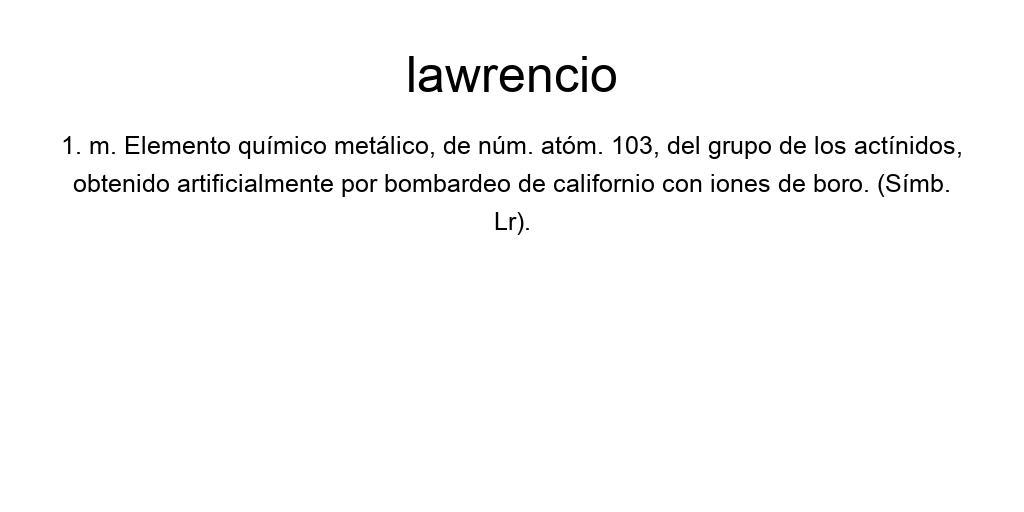 lawrencio
1. m. Elemento químico metálico, de núm. atóm. 103, del grupo de los actínidos,
obtenido artificialmente por bombardeo de californio con iones de boro. (Símb.
Lr).